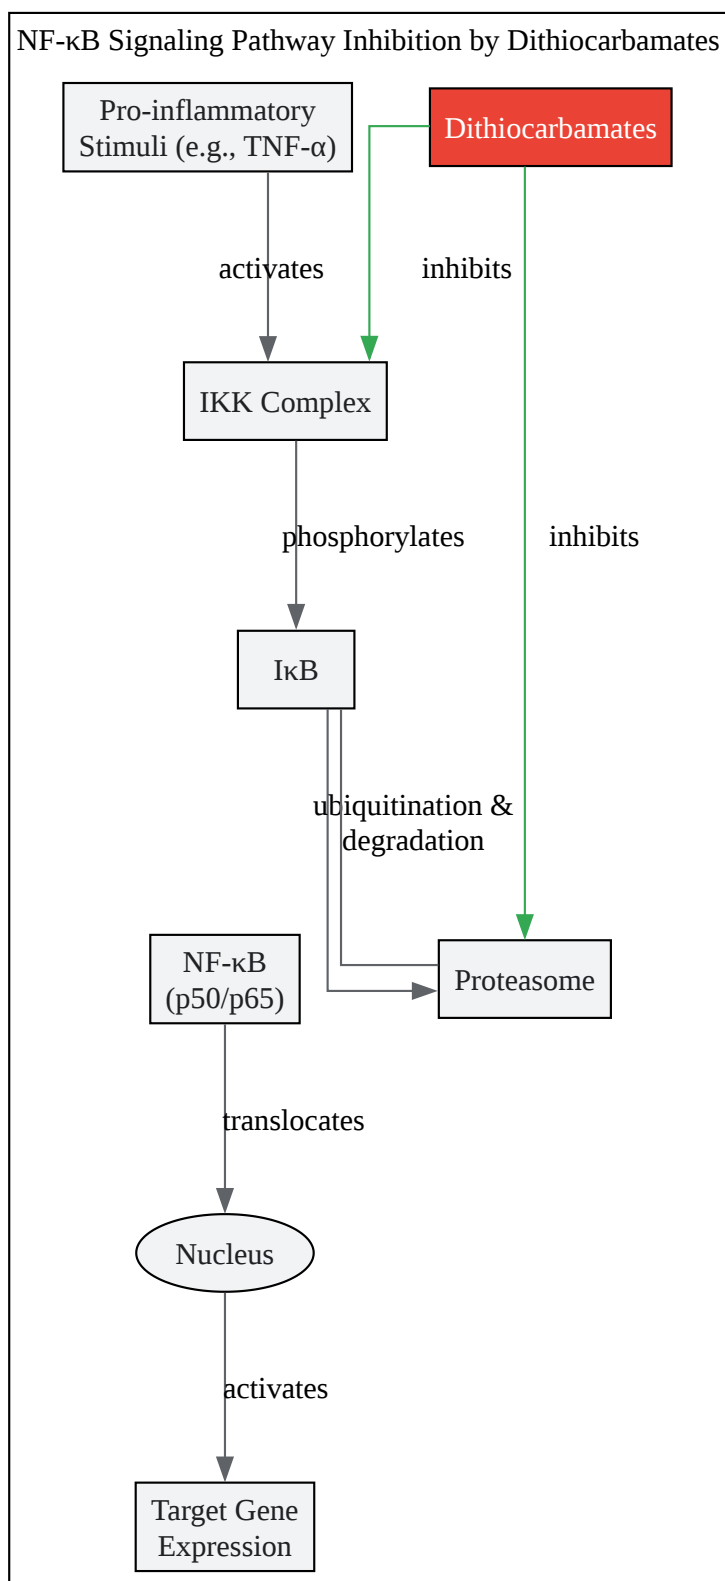 NF-κB Signaling Pathway Inhibition by Dithiocarbamates
Pro-inflammatory
Stimuli (e.g., TNF-α)
Dithiocarbamates
activates
inhibits
IKK Complex
phosphorylates
inhibits
IκB
ubiquitination &
degradation
NF-κB
(p50/p65)
Proteasome
translocates
Nucleus
activates
Target Gene
Expression